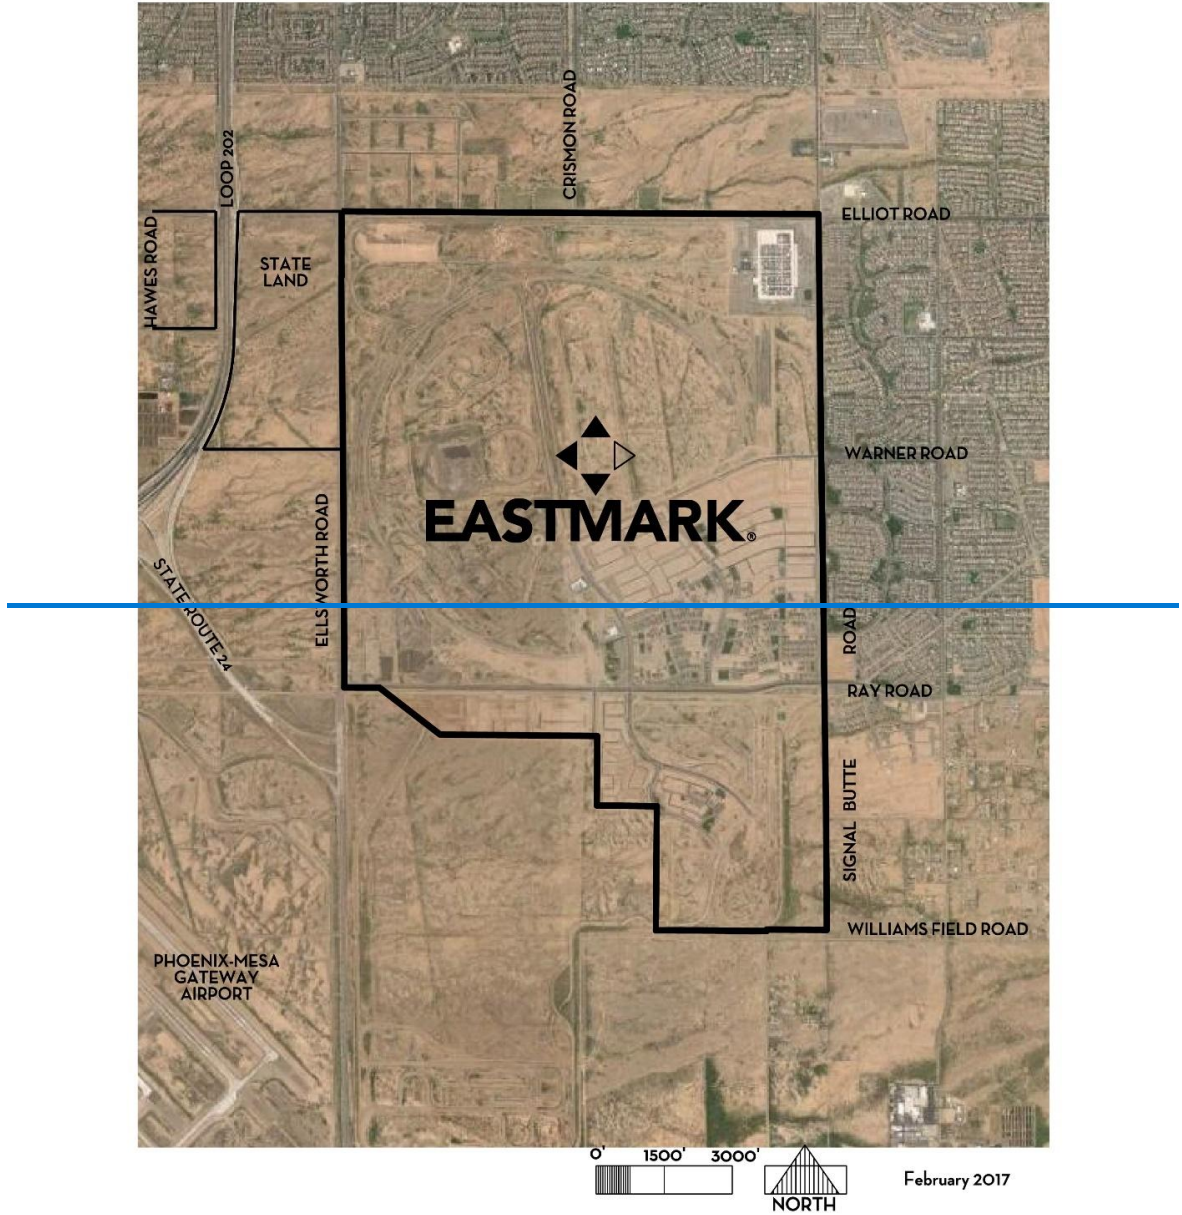 CRISMON ROAD
LOOP 202
ELLIOT ROAD
HAWES ROAD
STATE
LAND
WARNER ROAD
EASTMARK®
ELLSWORTH ROAD
STATE ROUTE 24
ROAD
RAY ROAD
SIGNAL BUTTE
WILLIAMS FIELD ROAD
PHOENIX-MESA
GATEWAY
AIRPORT
0' 1500' 3000'
NORTH
February 2017